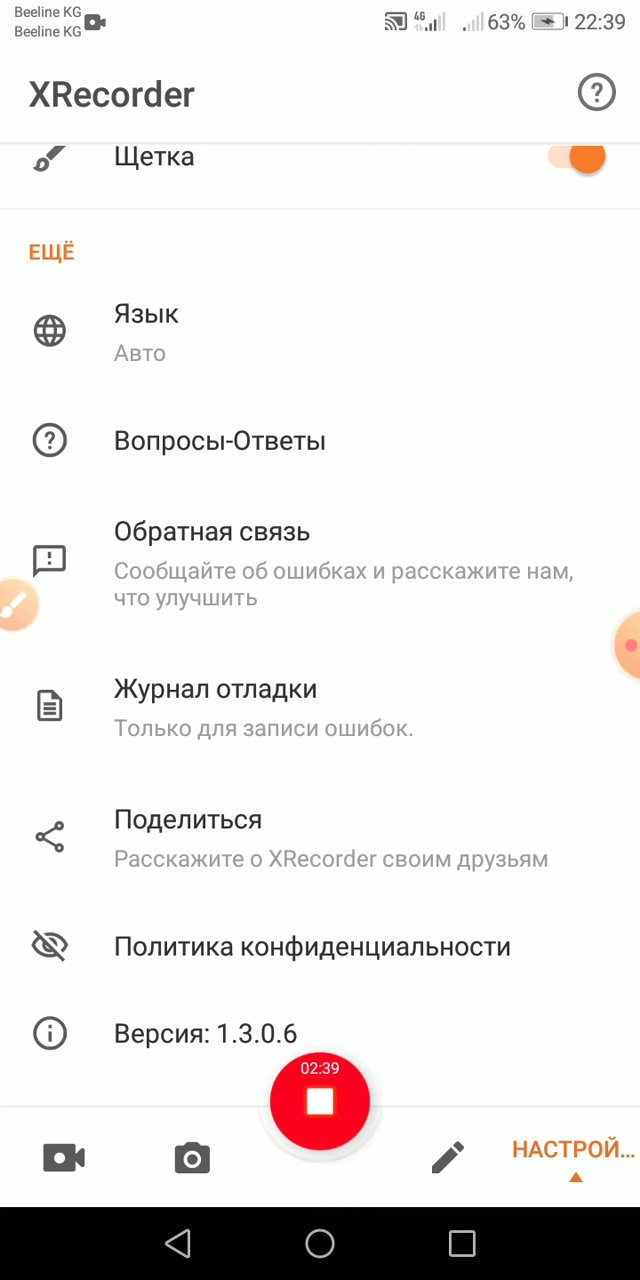 Beeline KG
Beeline KG
4G
63%
22:39
XRecorder
Щетка
ЕЩЁ
Язык
Авто
Вопросы-Ответы
Обратная связь
Сообщайте об ошибках и расскажите нам,
что улучшить
Журнал отладки
Только для записи ошибок.
Поделиться
Расскажите о XRecorder своим друзьям
Политика конфиденциальности
Версия: 1.3.0.6
02:39
НАСТРОЙ...